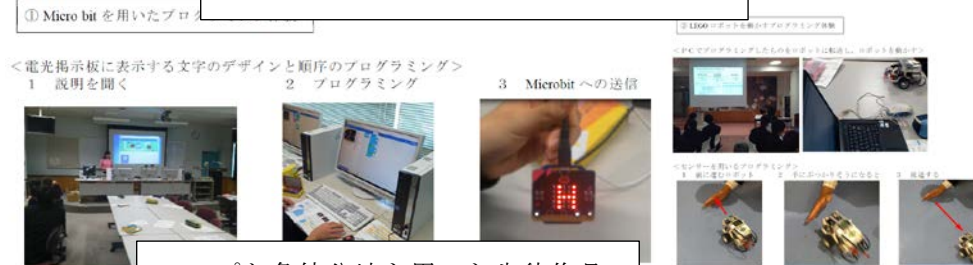 ① Micro bit を用いたプログ
＜電光掲示板に表示する文字のデザインと順序のプログラミング＞
1 説明を聞く
2 プログラミング
3 Microbit への送信
② LEGO ロボットを動かすプログラミング体験
＜PCでプログラミングしたものをロボットに転送し、ロボットを動かす＞
＜センサーを用いるプログラミング＞
1 前に進むロボット
2 手にぶつかりそうになると
3 後退する